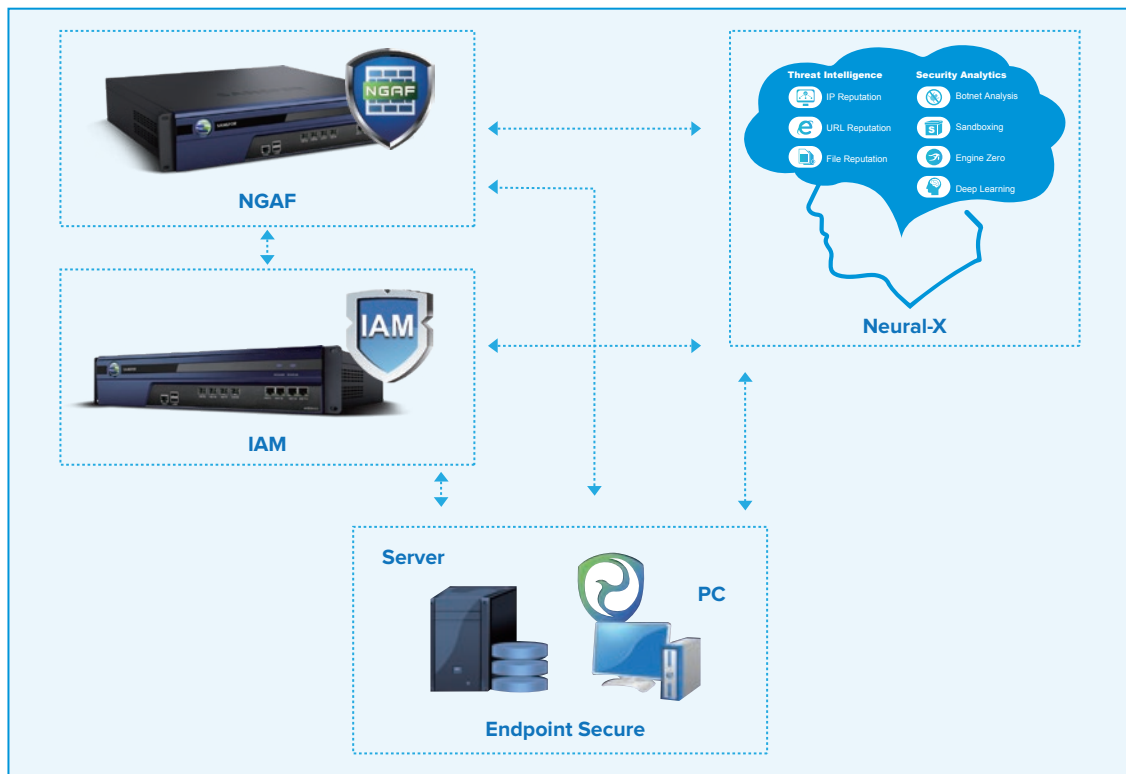 NGAF
NGAF
IAM
IAM
Threat Intelligence
IP Reputation
URL Reputation
File Reputation
Security Analytics
Botnet Analysis
Sandboxing
Engine Zero
Deep Learning
Neural-X
Server
PC
Endpoint Secure